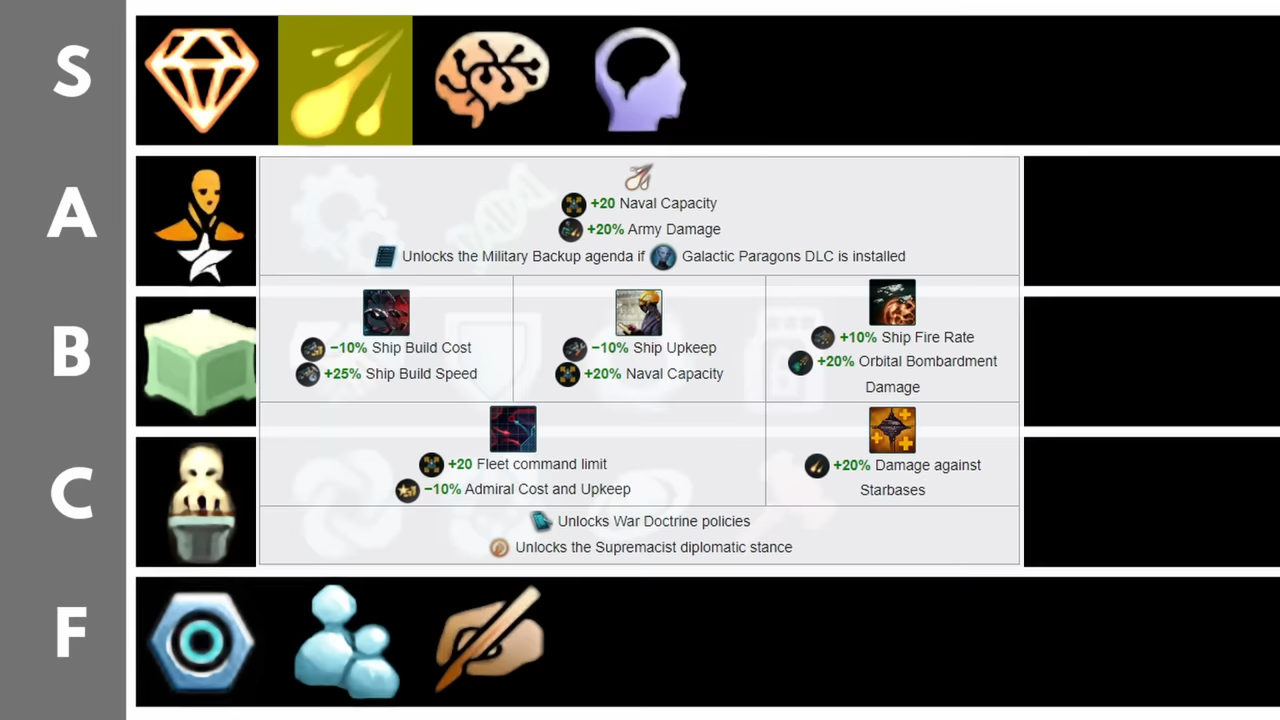 S
A
+20 Naval Capacity
+20% Army Damage
Unlocks the Military Backup agenda if Galactic Paragons DLC is installed
B
−10% Ship Build Cost
+25% Ship Build Speed
−10% Ship Upkeep
+20% Naval Capacity
+10% Ship Fire Rate
+20% Orbital Bombardment
Damage
C
+20 Fleet command limit
−10% Admiral Cost and Upkeep
+20% Damage against
Starbases
Unlocks War Doctrine policies
Unlocks the Supremacist diplomatic stance
F